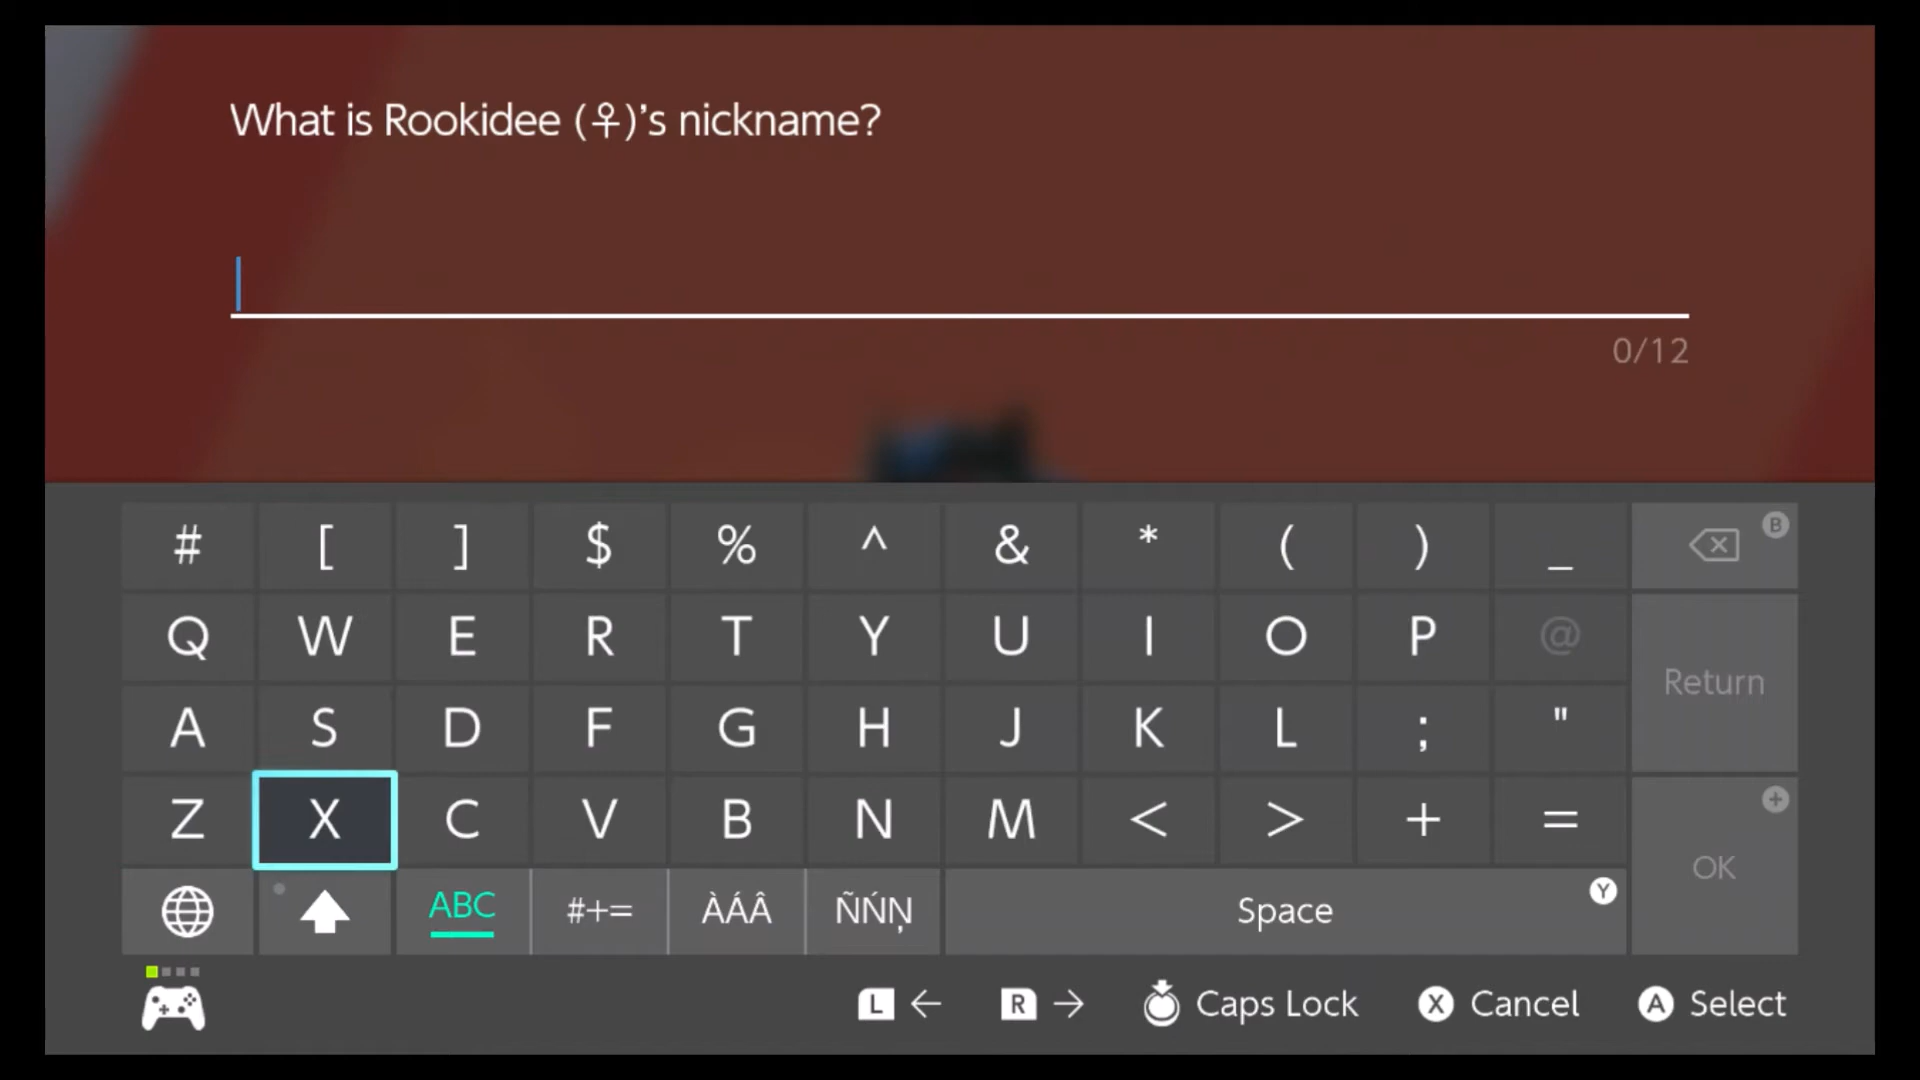 What is Rookidee (♀)'s nickname?
0/12
# [ ] $ % ^ & * ( ) _ B
Q W E R T Y U I O P @
Return
A S D F G H J K L ; "
Z X C V B N M < > + =
OK
ABC #+= ÀÁÂ ÑŃŅ Space Y
L ← R → Caps Lock X Cancel A Select